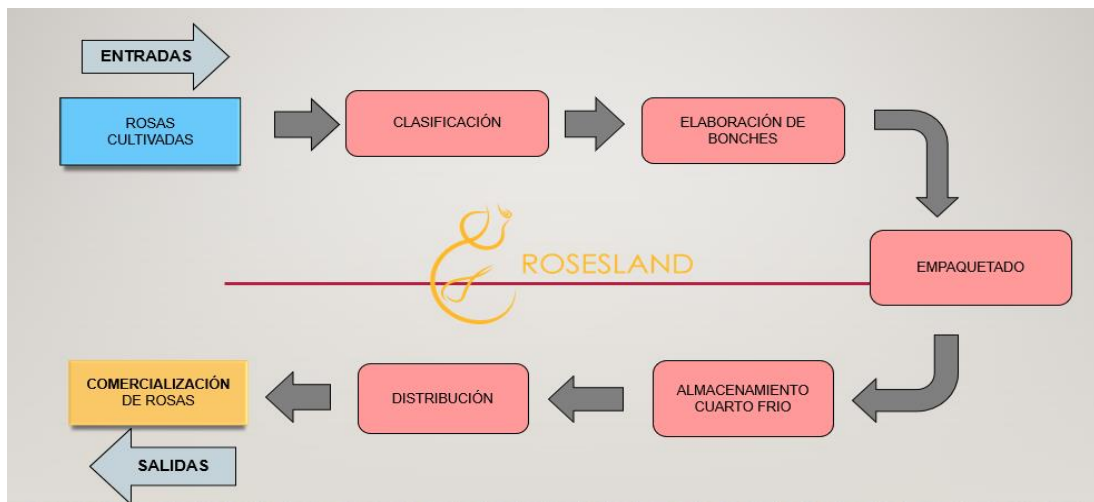 ENTRADAS
ROSAS
CULTIVADAS
CLASIFICACIÓN
ELABORACIÓN DE
BONCHES
EMPAQUETADO
ROSESLAND
ALMACENAMIENTO
CUARTO FRIO
DISTRIBUCIÓN
COMERCIALIZACIÓN
DE ROSAS
SALIDAS